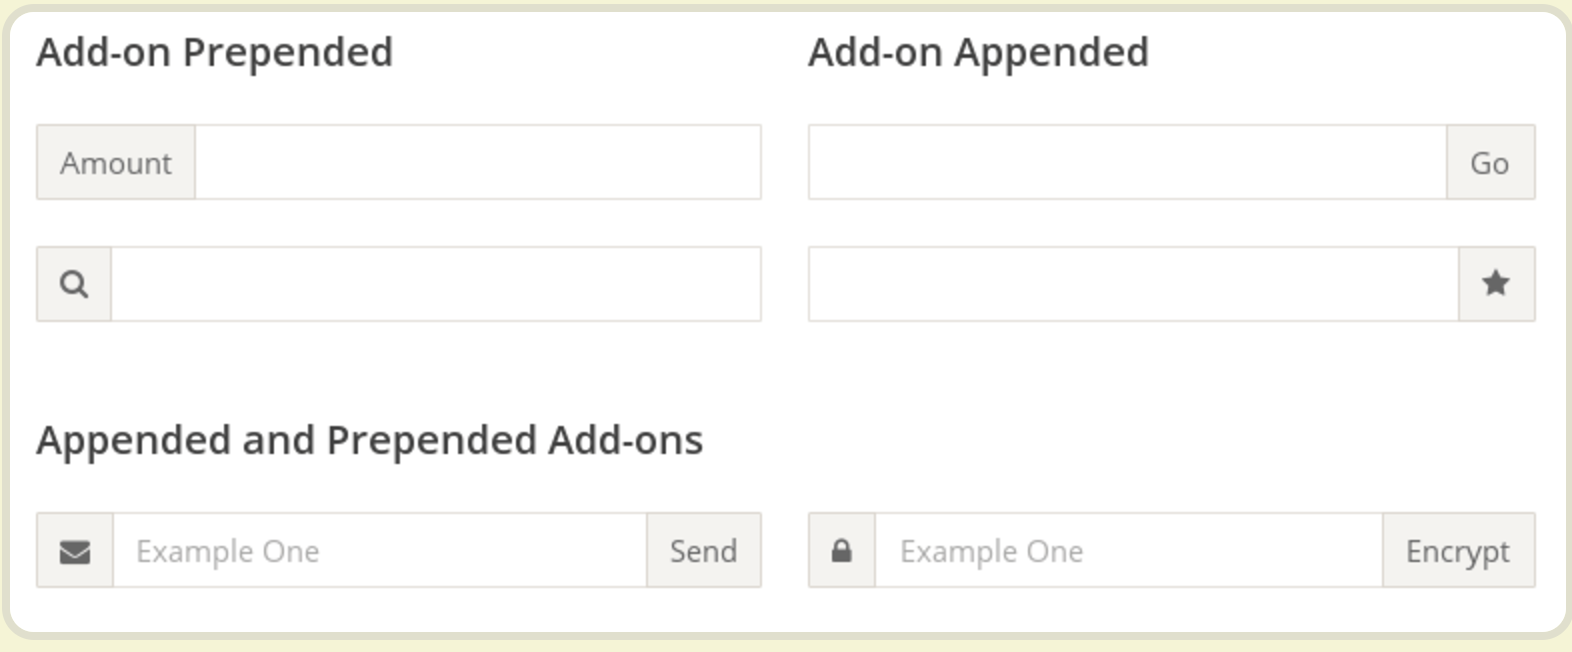 Add-on Prepended
Add-on Appended
Amount
Go
Appended and Prepended Add-ons
Example One
Send
Example One
Encrypt